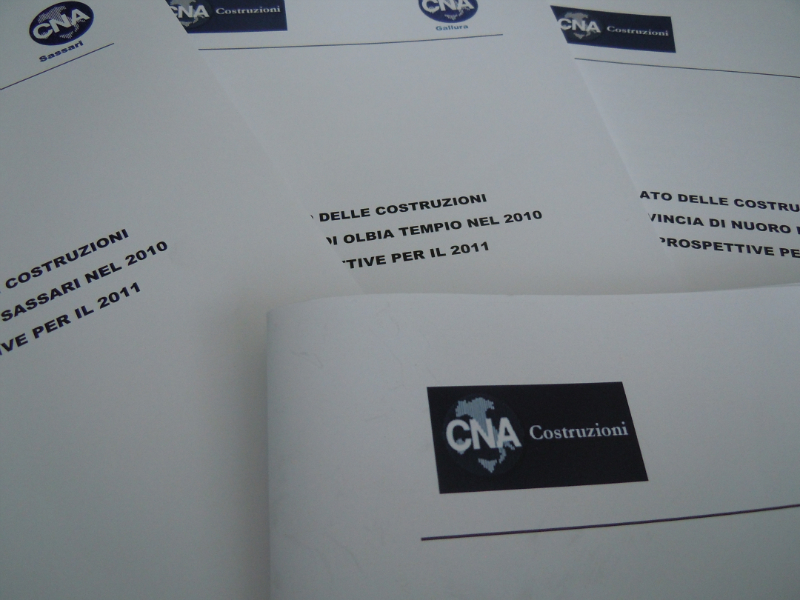 CNA
Sassari
COSTRUZIONI
SASSARI NEL 2010
VE PER IL 2011
CNA Costruzioni
CNA
Gallura
DELLE COSTRUZIONI
DI OLBIA TEMPIO NEL 2010
TIVE PER IL 2011
CNA Costruzioni
ATO DELLE COSTRU
VINCIA DI NUORO
PROSPETTIVE PE
CNA Costruzioni